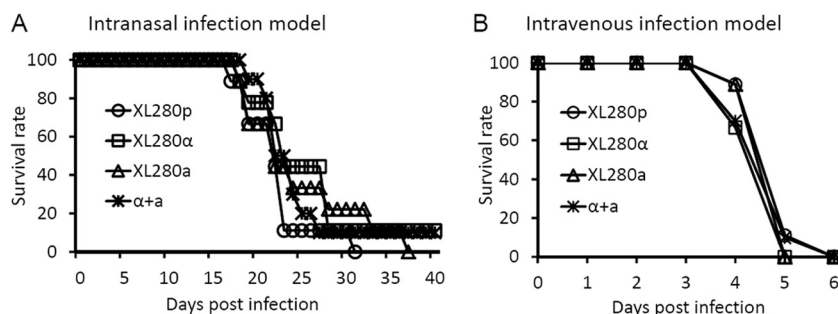 A
Intranasal infection model
Survival rate
100
80
60
40
20
0
XL280p
XL280α
XL280a
α+a
0 5 10 15 20 25 30 35 40
Days post infection
B
Intravenous infection model
Survival rate
100
80
60
40
20
0
XL280p
XL280α
XL280a
α+a
0 1 2 3 4 5 6
Days post infection